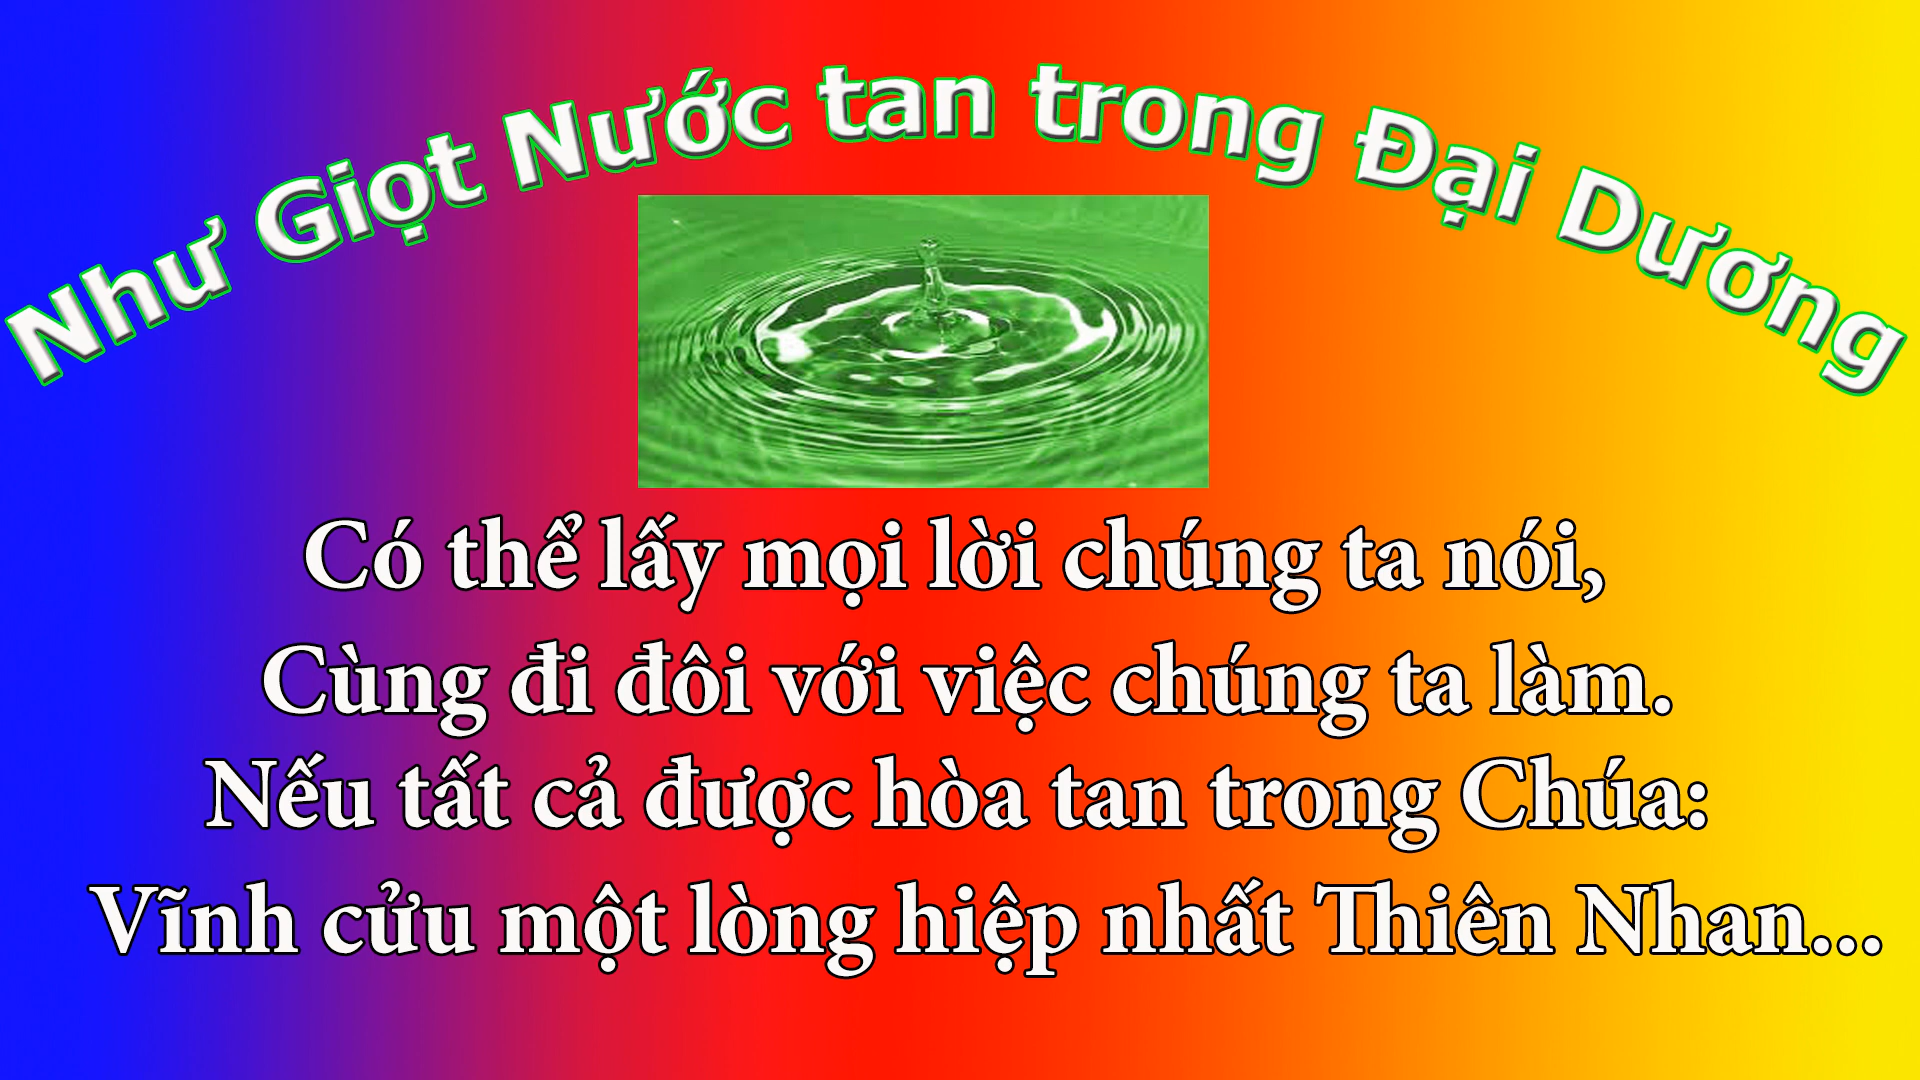 Như Giọt Nước tan trong Đại Dương
Có thể lấy mọi lời chúng ta nói,
Cùng đi đôi với việc chúng ta làm.
Nếu tất cả được hòa tan trong Chúa:
Vĩnh cửu một lòng hiệp nhất Thiên Nhan...